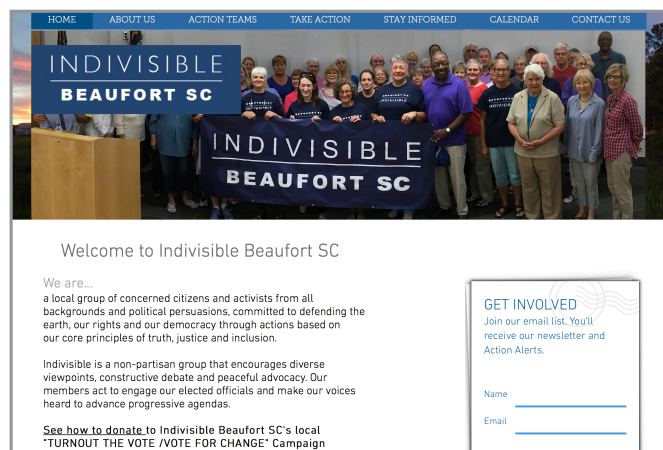 HOME ABOUT US ACTION TEAMS TAKE ACTION STAY INFORMED CALENDAR CONTACT US
INDIVISIBLE
BEAUFORT SC
INDIVISIBLE
BEAUFORT SC
Welcome to Indivisible Beaufort SC
We are...
a local group of concerned citizens and activists from all
backgrounds and political persuasions, committed to defending the
earth, our rights and our democracy through actions based on
our core principles of truth, justice and inclusion.
Indivisible is a non-partisan group that encourages diverse
viewpoints, constructive debate and peaceful advocacy. Our
members act to engage our elected officials and make our voices
heard to advance progressive agendas.
See how to donate to Indivisible Beaufort SC's local
"TURNOUT THE VOTE /VOTE FOR CHANGE" Campaign
GET INVOLVED
Join our email list. You'll
receive our newsletter and
Action Alerts.
Name
Email